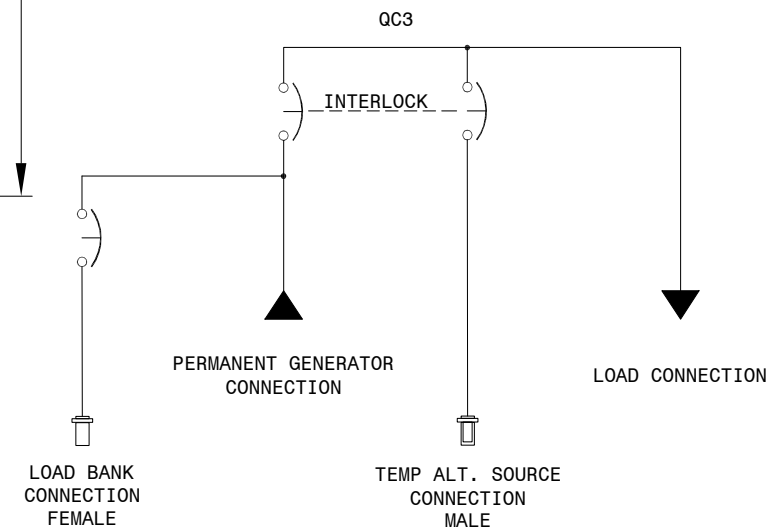 QC3
INTERLOCK
PERMANENT GENERATOR
CONNECTION
LOAD CONNECTION
LOAD BANK
CONNECTION
FEMALE
TEMP ALT. SOURCE
CONNECTION
MALE